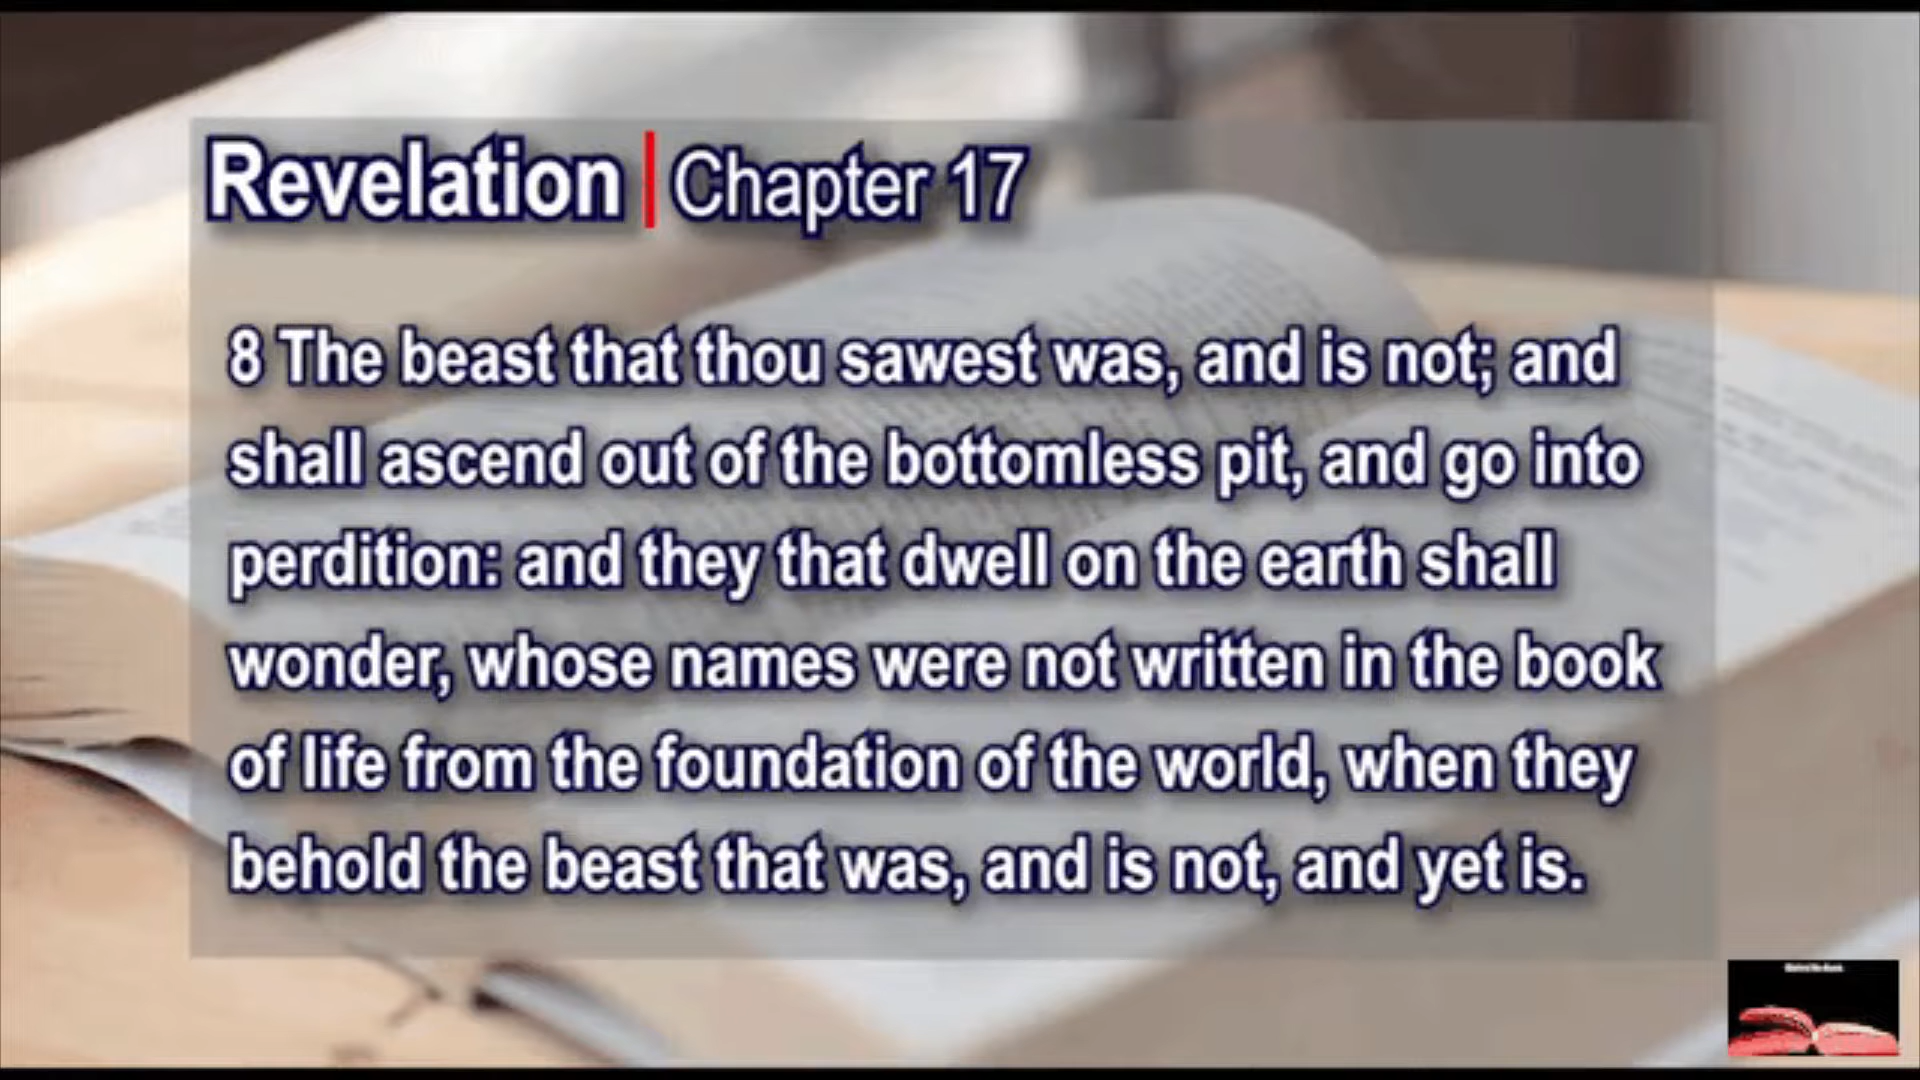 Revelation | Chapter 17
8 The beast that thou sawest was, and is not; and
shall ascend out of the bottomless pit, and go into
perdition: and they that dwell on the earth shall
wonder, whose names were not written in the book
of life from the foundation of the world, when they
behold the beast that was, and is not, and yet is.